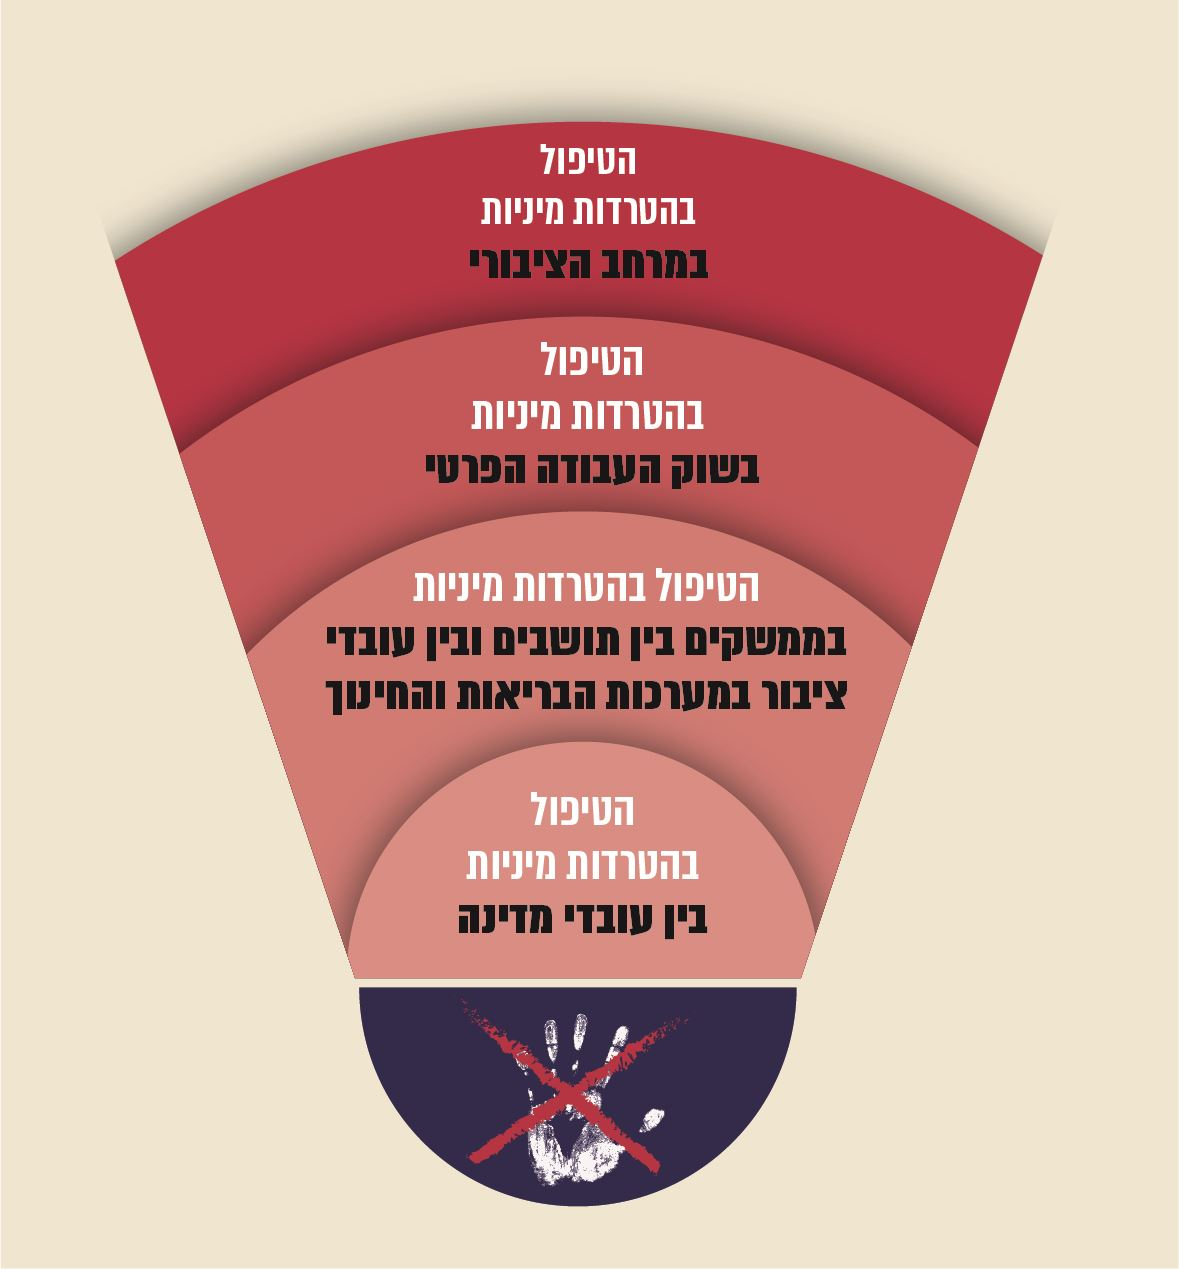 הטיפול
בהטרדות מיניות
במרחב הציבורי
הטיפול
בהטרדות מיניות
בשוק העבודה הפרטי
הטיפול בהטרדות מיניות
בממשקים בין תושבים ובין עובדי
ציבור במערכות הבריאות והחינוך
הטיפול
בהטרדות מיניות
בין עובדי מדינה